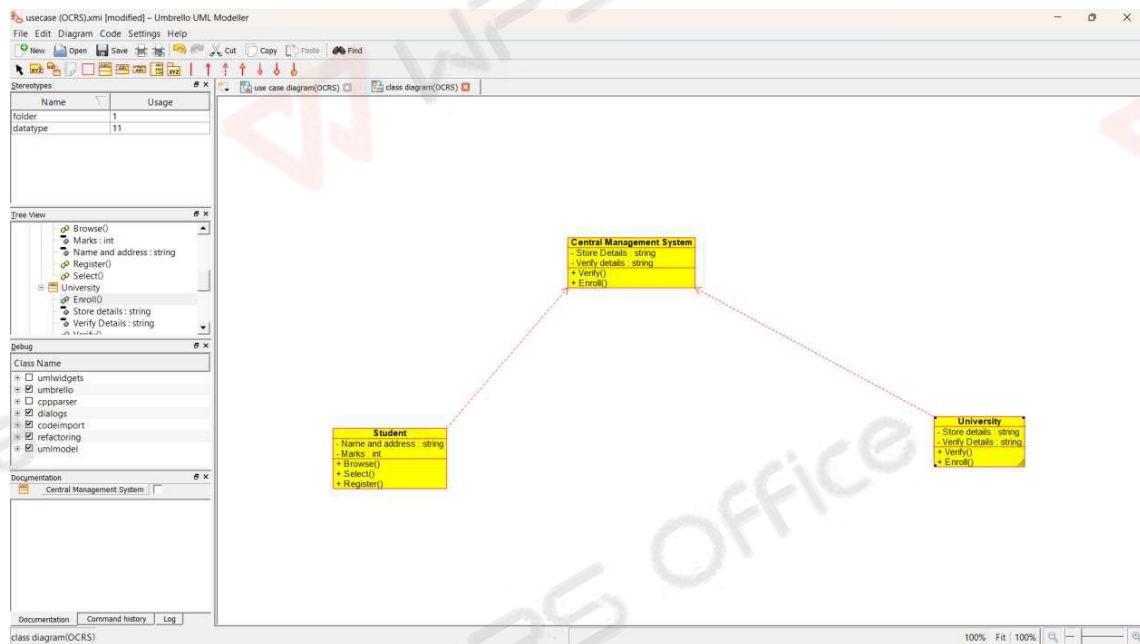 usecase (OCRS).xmi [modified] – Umbrello UML Modeller
File Edit Diagram Code Settings Help
New Open Save Cut Copy Paste Find
Stereotypes
Name Usage
folder 1
datatype 11
use case diagram(OCRS) class diagram(OCRS)
Tree View
Browse()
Marks : int
Name and address : string
Register()
Select()
University
Enroll()
Store details : string
Verify Details : string
Verify()
Debug
Class Name
umlwidgets
umbrello
cppparser
dialogs
codeimport
refactoring
umlmodel
Documentation
Central Management System
Documentation Command history Log
class diagram(OCRS)
Central Management System
- Store Details : string
- Verify details : string
+ Verify()
+ Enroll()
Student
- Name and address : string
- Marks : int
+ Browse()
+ Select()
+ Register()
University
- Store details : string
- Verify Details : string
+ Verify()
+ Enroll()
100% Fit 100%
WPS Office